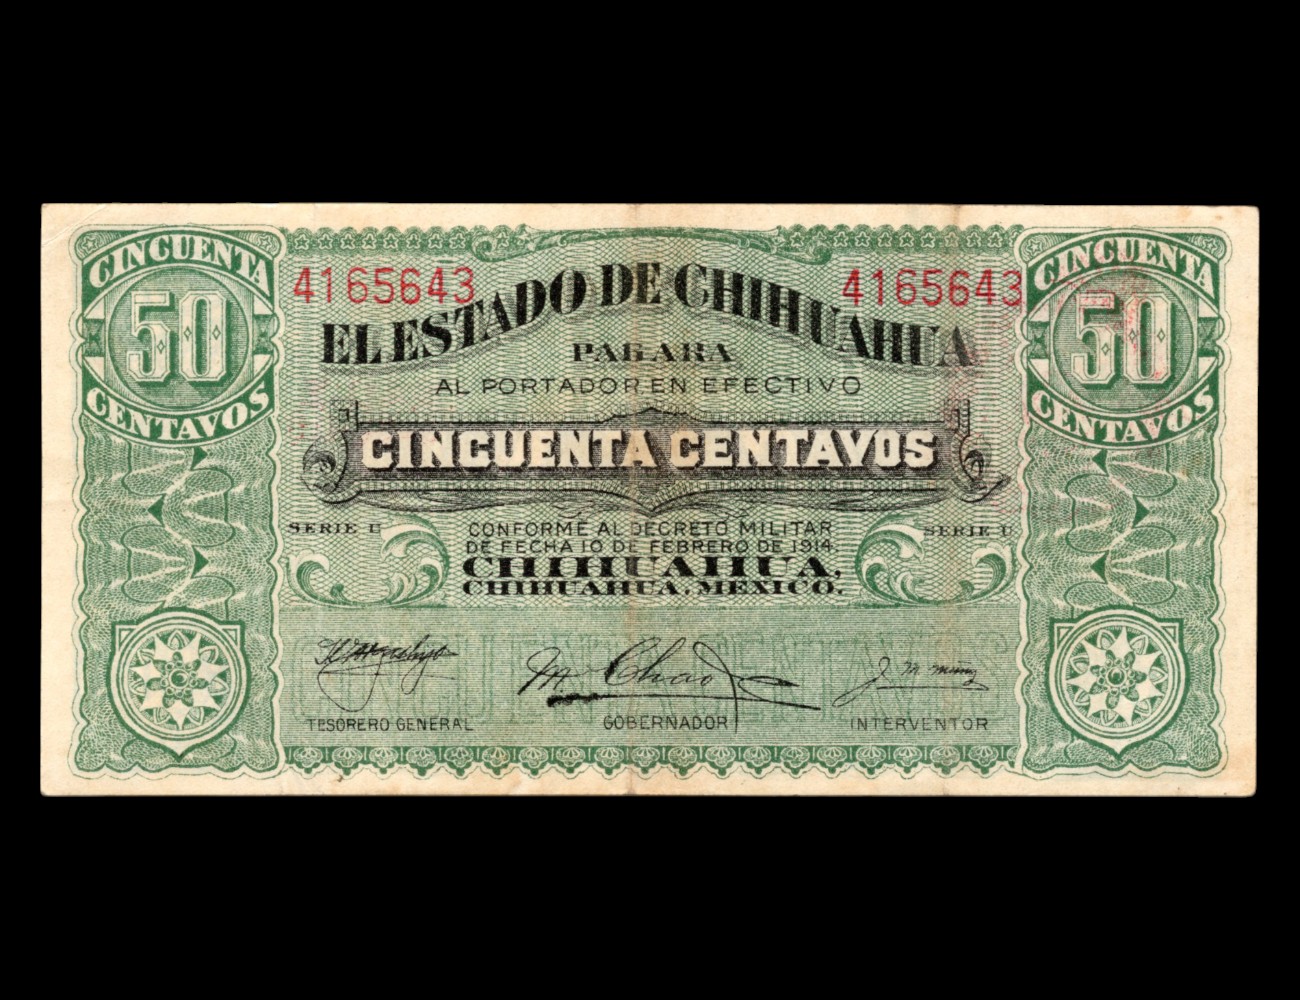 CINCUENTA
50
CENTAVOS
4165643
4165643
CINCUENTA
50
CENTAVOS
EL ESTADO DE CHIHUAHUA
PAGARA
AL PORTADOR EN EFECTIVO
CINCUENTA CENTAVOS
SERIE U
SERIE U
CONFORME AL DECRETO MILITAR
DE FECHA 10 DE FEBRERO DE 1914.
CHIHUAHUA,
CHIHUAHUA, MEXICO.
TESORERO GENERAL
GOBERNADOR
INTERVENTOR